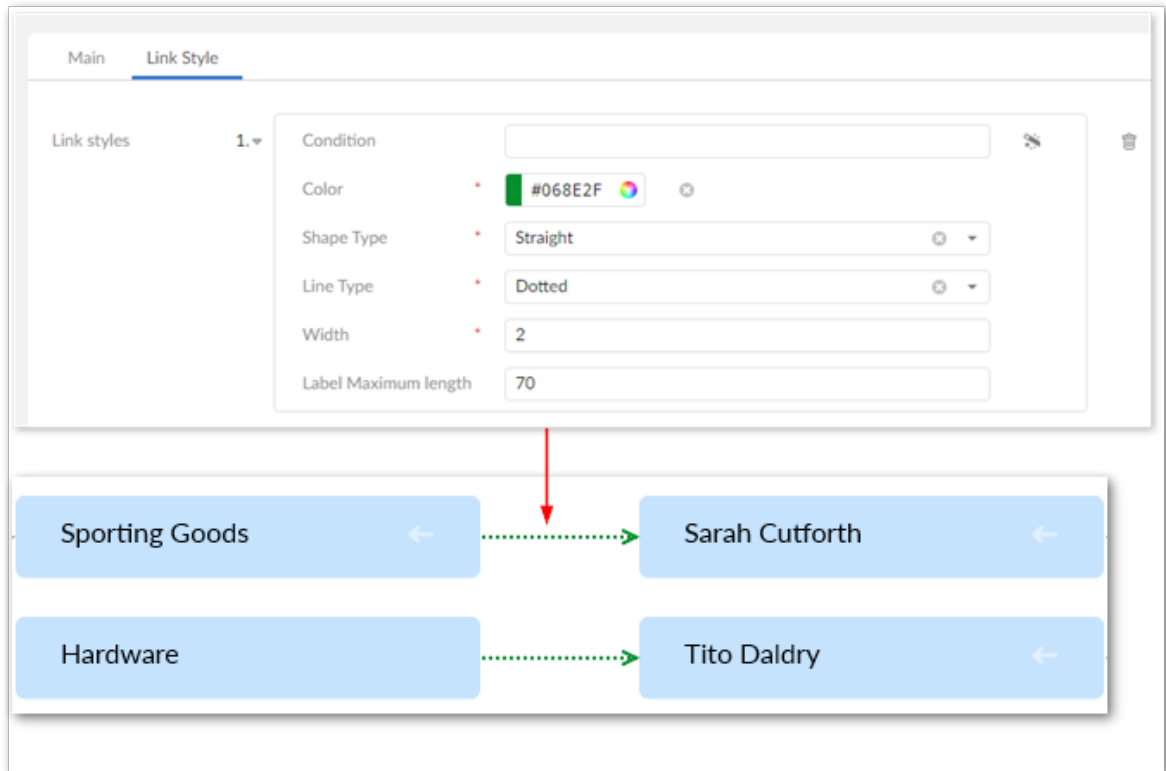 Main Link Style
Link styles 1. Condition
Color * #068E2F
Shape Type * Straight
Line Type * Dotted
Width * 2
Label Maximum length 70
Sporting Goods Sarah Cutforth
Hardware Tito Daldry